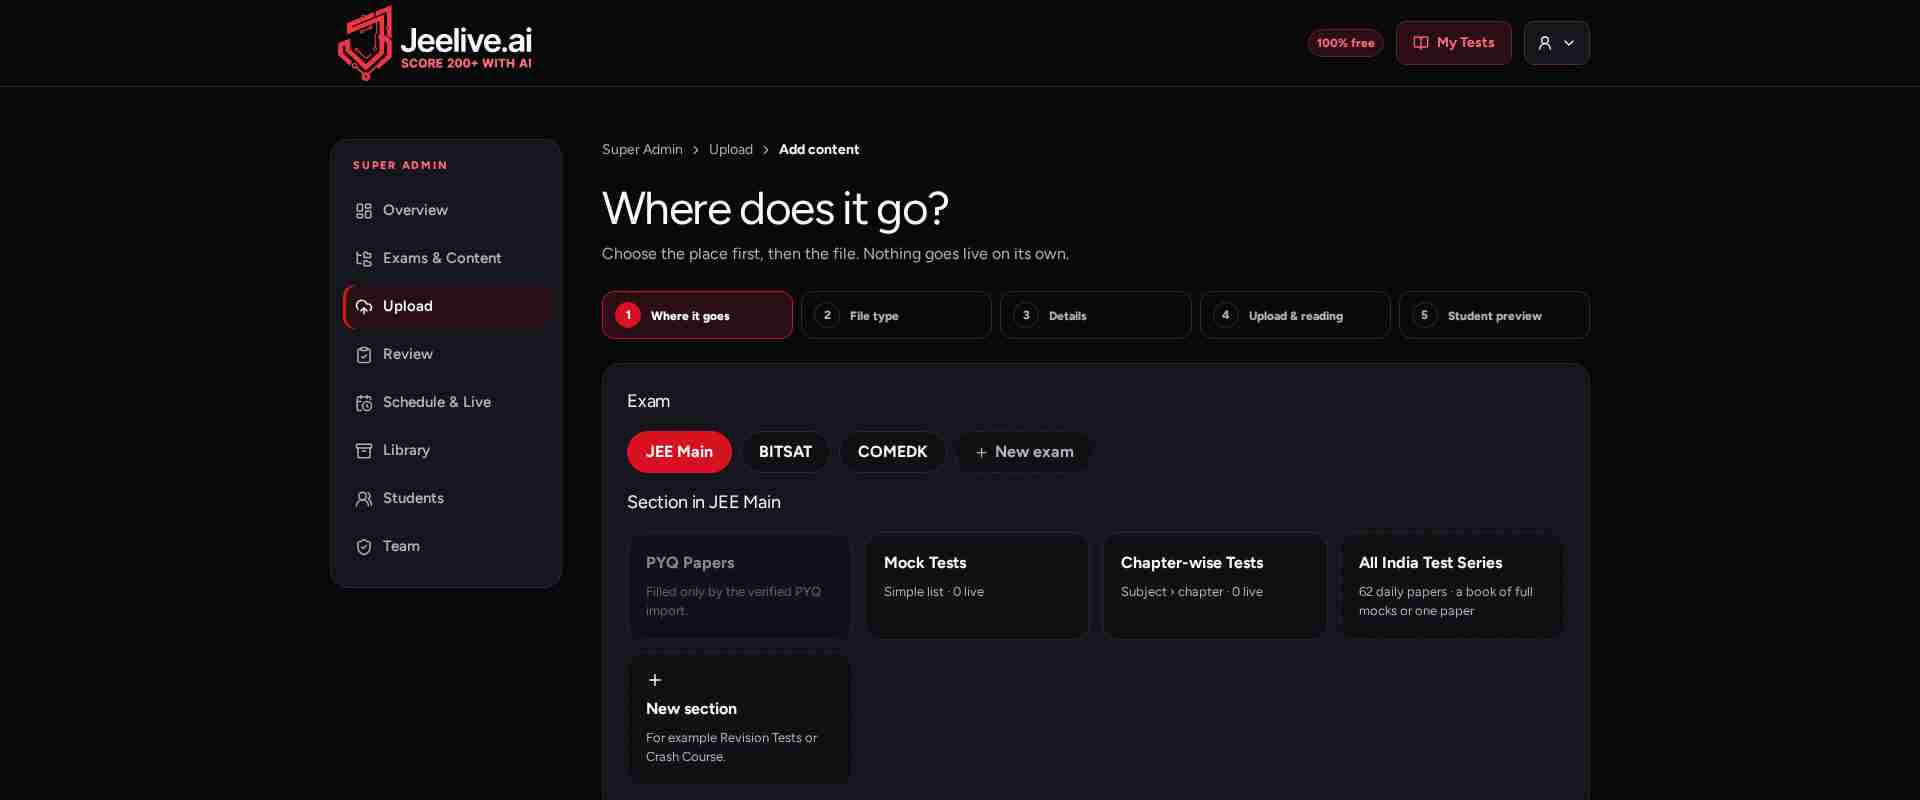 Jeelive.ai
SCORE 200+ WITH AI
100% free
My Tests
SUPER ADMIN
Overview
Exams & Content
Upload
Review
Schedule & Live
Library
Students
Team
Super Admin > Upload > Add content
Where does it go?
Choose the place first, then the file. Nothing goes live on its own.
1 Where it goes
2 File type
3 Details
4 Upload & reading
5 Student preview
Exam
JEE Main
BITSAT
COMEDK
+ New exam
Section in JEE Main
PYQ Papers
Filled only by the verified PYQ
import.
Mock Tests
Simple list · 0 live
Chapter-wise Tests
Subject › chapter · 0 live
All India Test Series
62 daily papers · a book of full
mocks or one paper
+
New section
For example Revision Tests or
Crash Course.